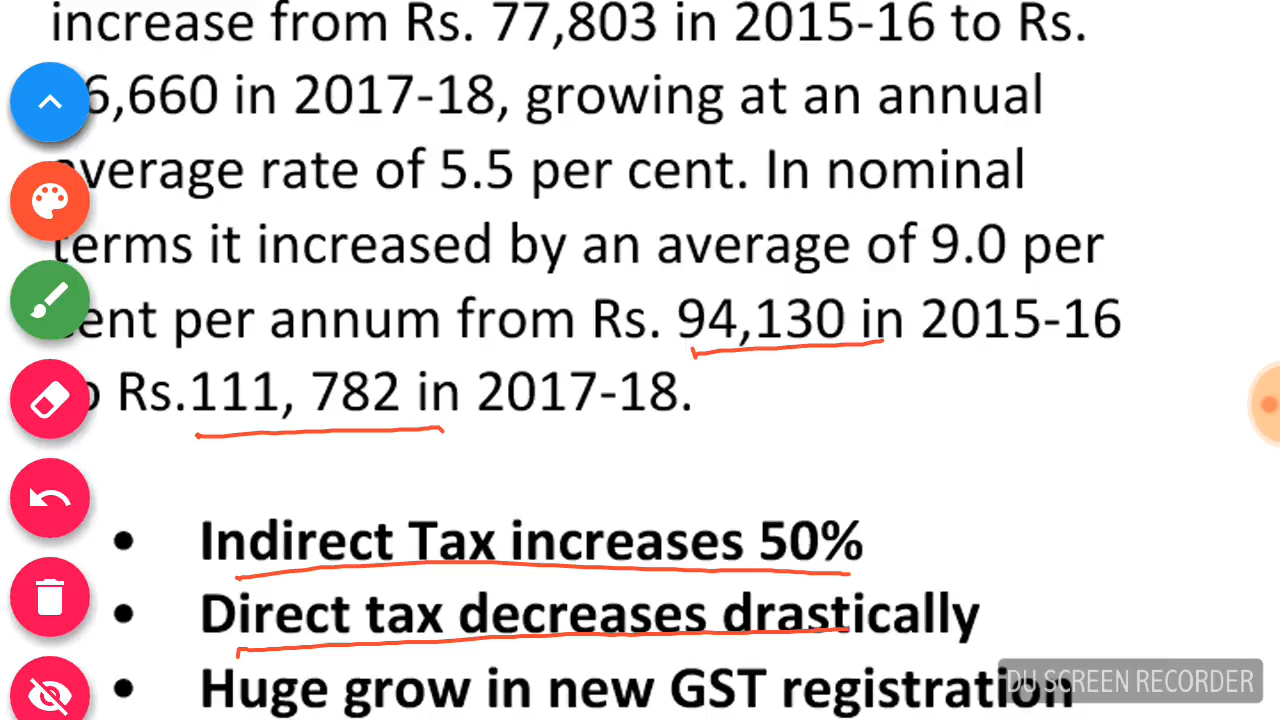 increase from Rs. 77,803 in 2015-16 to Rs.
6,660 in 2017-18, growing at an annual
average rate of 5.5 per cent. In nominal
terms it increased by an average of 9.0 per
cent per annum from Rs. 94,130 in 2015-16
to Rs.111, 782 in 2017-18.
• Indirect Tax increases 50%
• Direct tax decreases drastically
• Huge grow in new GST registration
DU SCREEN RECORDER